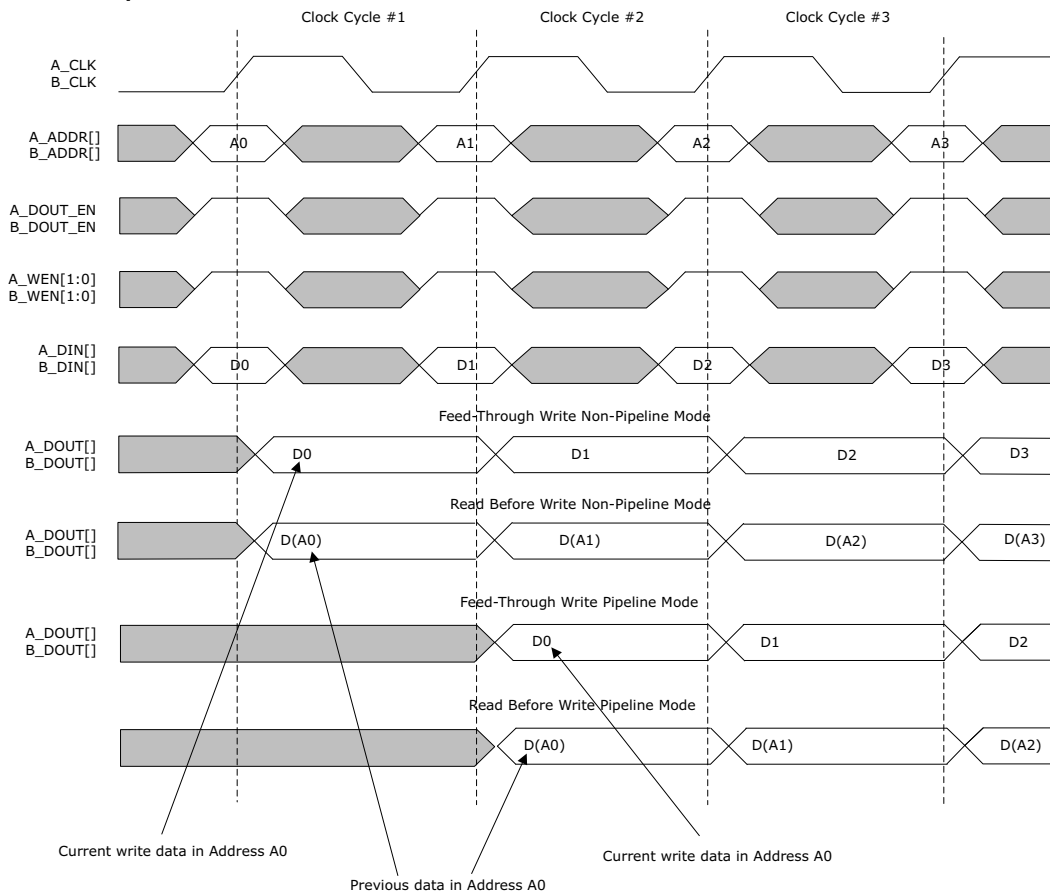 Clock Cycle #1 Clock Cycle #2 Clock Cycle #3
A_CLK
B_CLK
A_ADDR[]
B_ADDR[]
A0 A1 A2 A3
A_DOUT_EN
B_DOUT_EN
A_WEN[1:0]
B_WEN[1:0]
A_DIN[]
B_DIN[]
D0 D1 D2 D3
Feed-Through Write Non-Pipeline Mode
A_DOUT[]
B_DOUT[]
D0 D1 D2 D3
Read Before Write Non-Pipeline Mode
A_DOUT[]
B_DOUT[]
D(A0) D(A1) D(A2) D(A3)
Feed-Through Write Pipeline Mode
A_DOUT[]
B_DOUT[]
D0 D1 D2
Read Before Write Pipeline Mode
D(A0) D(A1) D(A2)
Current write data in Address A0
Current write data in Address A0
Previous data in Address A0